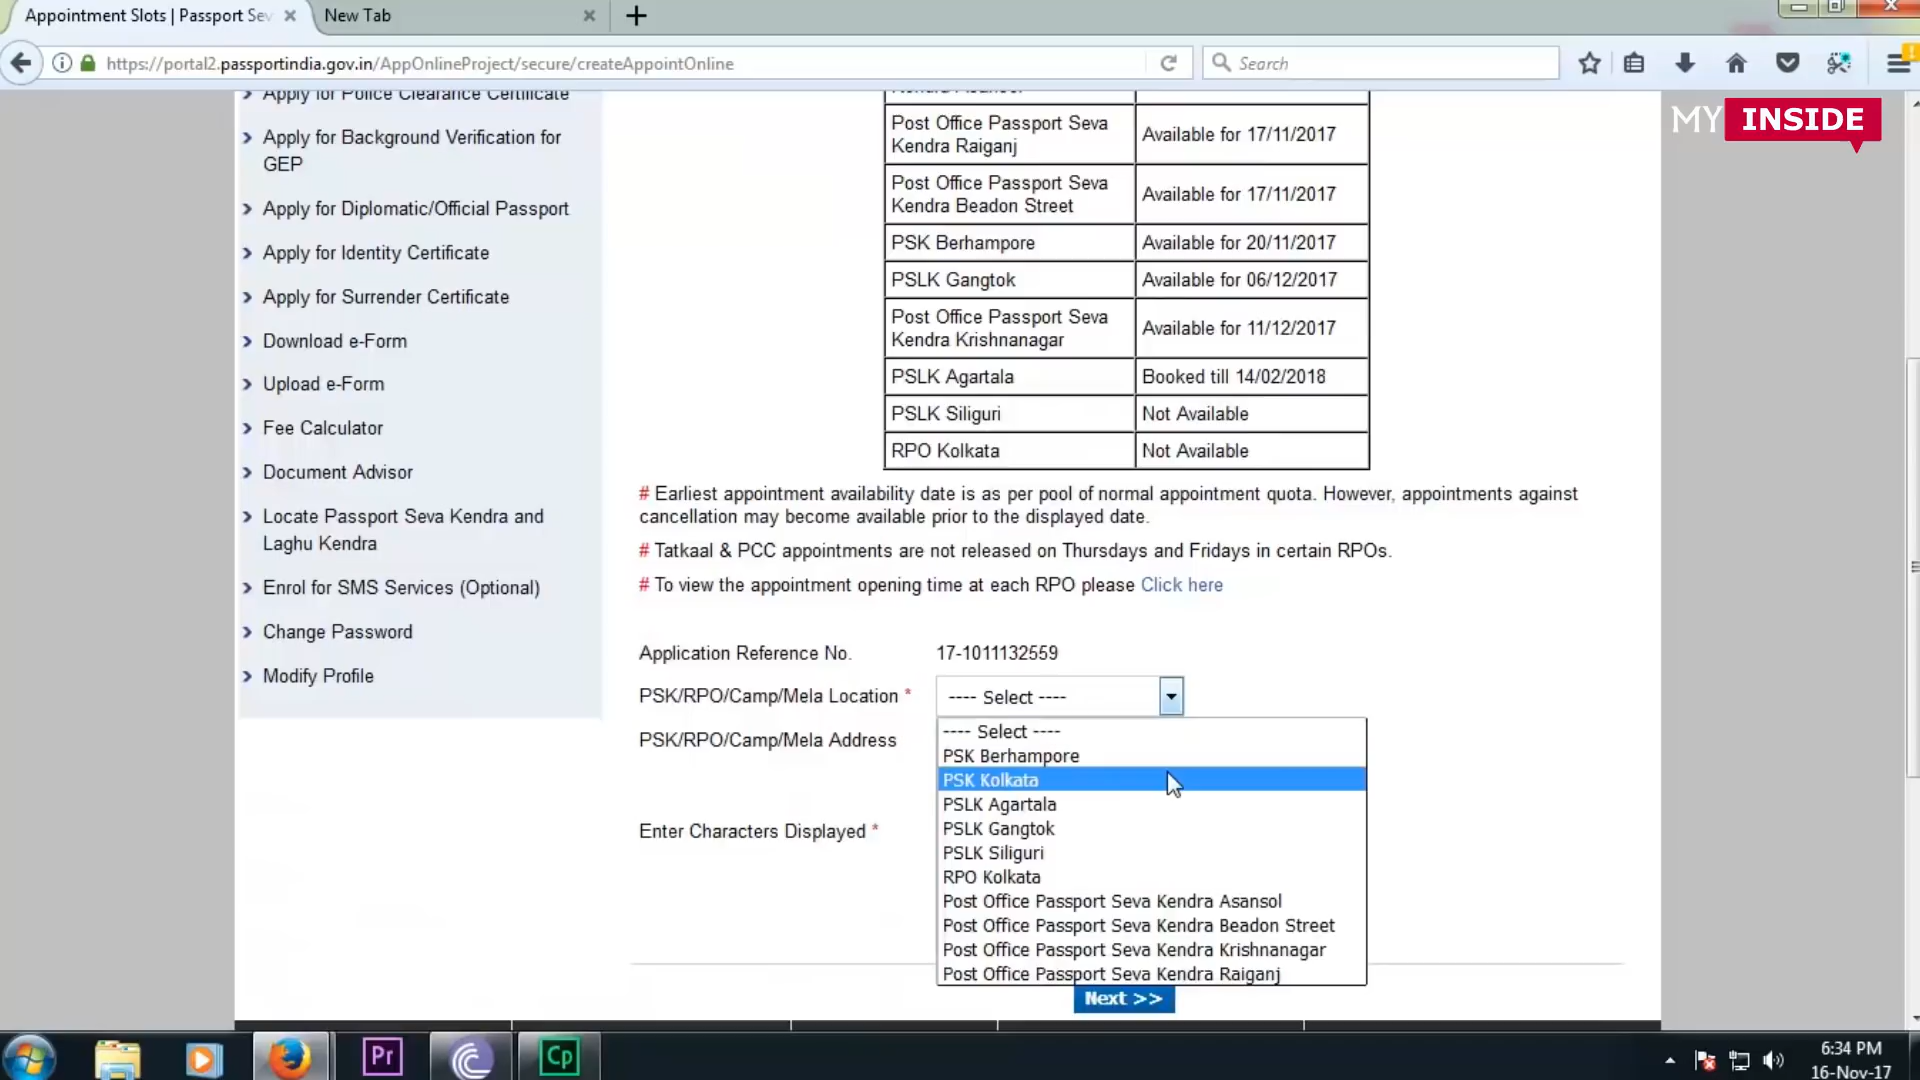 Appointment Slots | Passport Sev
New Tab
https://portal2.passportindia.gov.in/AppOnlineProject/secure/createAppointOnline
Search
MY INSIDE
Apply for Police Clearance Certificate
Apply for Background Verification for
GEP
Apply for Diplomatic/Official Passport
Apply for Identity Certificate
Apply for Surrender Certificate
Download e-Form
Upload e-Form
Fee Calculator
Document Advisor
Locate Passport Seva Kendra and
Laghu Kendra
Enrol for SMS Services (Optional)
Change Password
Modify Profile
Kendra Asansol
Post Office Passport Seva
Kendra Raiganj
Available for 17/11/2017
Post Office Passport Seva
Kendra Beadon Street
Available for 17/11/2017
PSK Berhampore
Available for 20/11/2017
PSLK Gangtok
Available for 06/12/2017
Post Office Passport Seva
Kendra Krishnanagar
Available for 11/12/2017
PSLK Agartala
Booked till 14/02/2018
PSLK Siliguri
Not Available
RPO Kolkata
Not Available
# Earliest appointment availability date is as per pool of normal appointment quota. However, appointments against
cancellation may become available prior to the displayed date.
# Tatkaal & PCC appointments are not released on Thursdays and Fridays in certain RPOs.
# To view the appointment opening time at each RPO please Click here
Application Reference No.
17-1011132559
PSK/RPO/Camp/Mela Location *
---- Select ----
PSK/RPO/Camp/Mela Address
Enter Characters Displayed *
---- Select ----
PSK Berhampore
PSK Kolkata
PSLK Agartala
PSLK Gangtok
PSLK Siliguri
RPO Kolkata
Post Office Passport Seva Kendra Asansol
Post Office Passport Seva Kendra Beadon Street
Post Office Passport Seva Kendra Krishnanagar
Post Office Passport Seva Kendra Raiganj
Next >>
Pr
Cp
6:34 PM
16-Nov-17